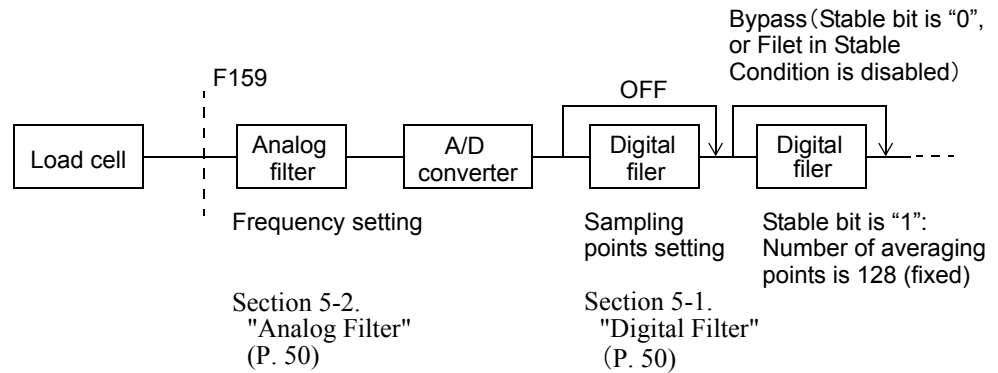 Bypass（Stable bit is “0”,
or Filet in Stable
Condition is disabled）
F159
OFF
Load cell
Analog
filter
A/D
converter
Digital
filer
Digital
filer
Frequency setting
Sampling
points setting
Stable bit is “1”:
Number of averaging
points is 128 (fixed)
Section 5-2.
"Analog Filter"
(P. 50)
Section 5-1.
"Digital Filter"
（P. 50)